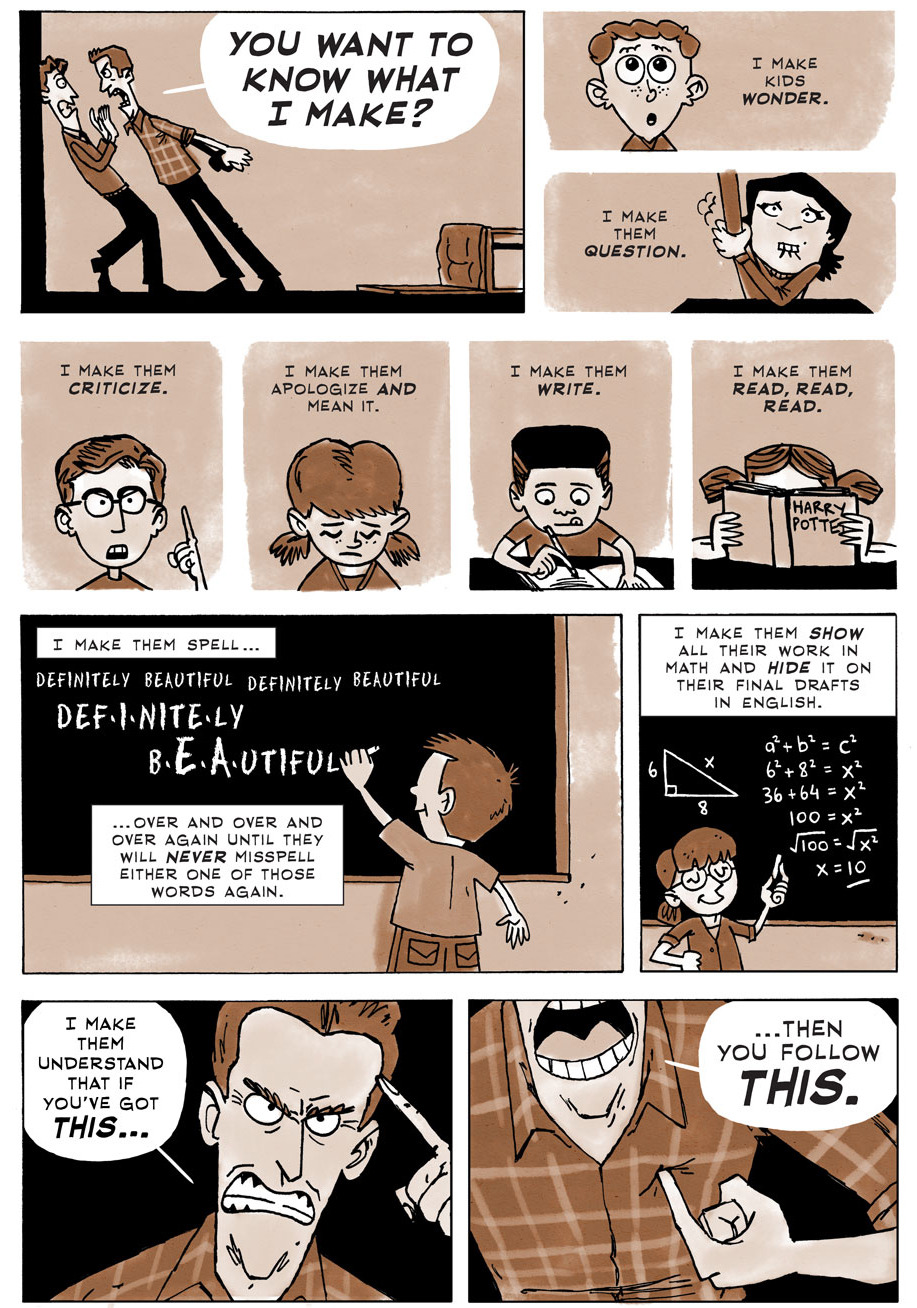 YOU WANT TO
KNOW WHAT
I MAKE?
I MAKE
KIDS
WONDER.
I MAKE
THEM
QUESTION.
I MAKE THEM
CRITICIZE.
I MAKE THEM
APOLOGIZE AND
MEAN IT.
I MAKE THEM
WRITE.
I MAKE THEM
READ, READ,
READ.
HARRY
POTTE
I MAKE THEM SPELL...
DEFINITELY BEAUTIFUL DEFINITELY BEAUTIFUL
DEF·I·NITE·LY
B·E·A·UTIFUL
...OVER AND OVER AND
OVER AGAIN UNTIL THEY
WILL NEVER MISSPELL
EITHER ONE OF THOSE
WORDS AGAIN.
I MAKE THEM SHOW
ALL THEIR WORK IN
MATH AND HIDE IT ON
THEIR FINAL DRAFTS
IN ENGLISH.
6
x
8
a²+b² = c²
6²+8² = x²
36+64 = x²
100 = x²
√100 = √x²
x = 10
I MAKE
THEM
UNDERSTAND
THAT IF
YOU'VE GOT
THIS...
...THEN
YOU FOLLOW
THIS.